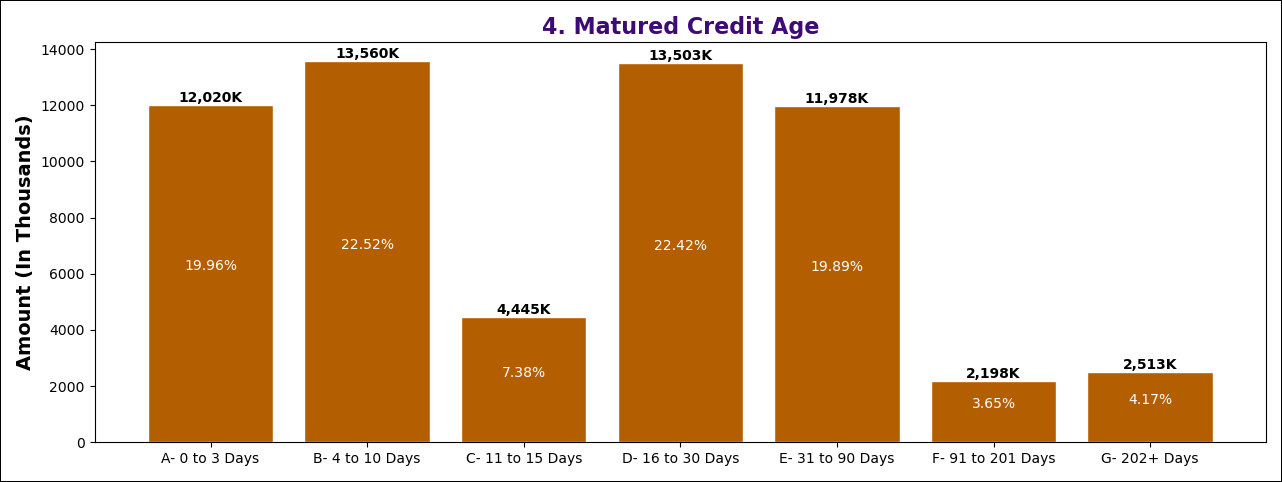 4. Matured Credit Age
Amount (In Thousands)
14000
12000
10000
8000
6000
4000
2000
0
12,020K
13,560K
4,445K
13,503K
11,978K
2,198K
2,513K
19.96%
22.52%
7.38%
22.42%
19.89%
3.65%
4.17%
A- 0 to 3 Days
B- 4 to 10 Days
C- 11 to 15 Days
D- 16 to 30 Days
E- 31 to 90 Days
F- 91 to 201 Days
G- 202+ Days